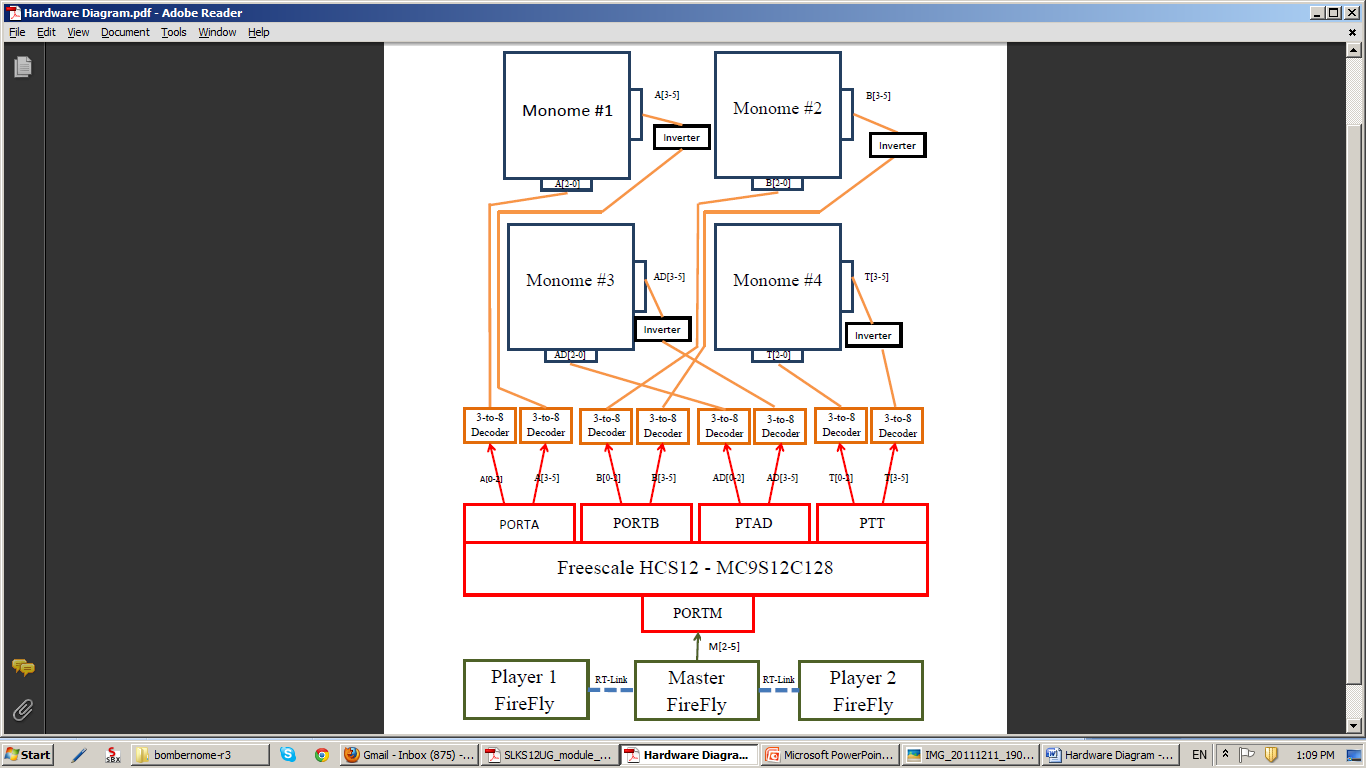 Hardware Diagram.pdf - Adobe Reader
File Edit View Document Tools Window Help
Monome #1
A[3-5]
Inverter
A[2-0]
Monome #2
B[3-5]
Inverter
B[2-0]
Monome #3
AD[3-5]
Inverter
AD[2-0]
Monome #4
T[3-5]
Inverter
T[2-0]
3-to-8
Decoder
3-to-8
Decoder
3-to-8
Decoder
3-to-8
Decoder
3-to-8
Decoder
3-to-8
Decoder
3-to-8
Decoder
3-to-8
Decoder
A[0-2]
A[3-5]
B[0-2]
B[3-5]
AD[0-2]
AD[3-5]
T[0-2]
T[3-5]
PORTA
PORTB
PTAD
PTT
Freescale HCS12 - MC9S12C128
PORTM
M[2-5]
Player 1
FireFly
RT-Link
Master
FireFly
RT-Link
Player 2
FireFly
Start
SBX
bombernome-r3
Gmail - Inbox (875) -...
SLKS12UG_module_...
Hardware Diagra...
Microsoft PowerPoin...
IMG_20111211_190...
Hardware Diagram -...
EN
1:09 PM